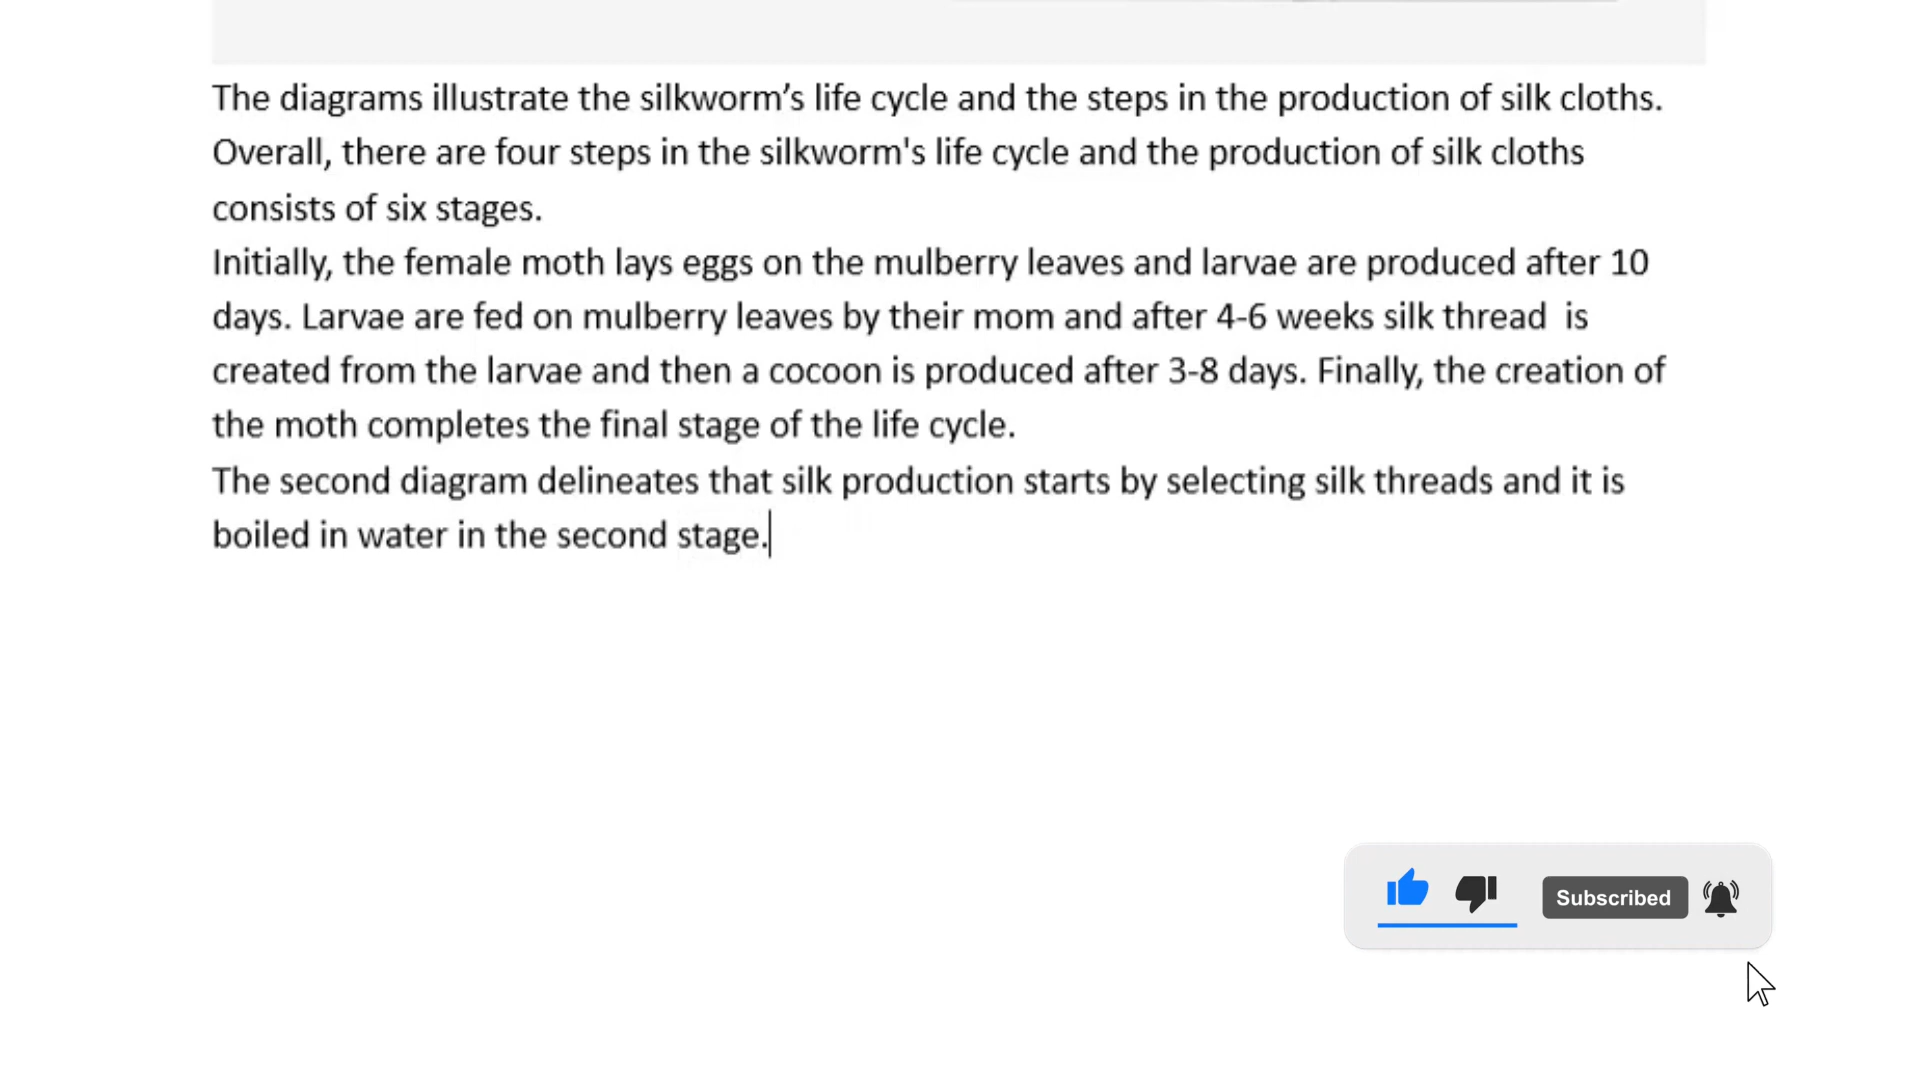 The diagrams illustrate the silkworm’s life cycle and the steps in the production of silk cloths.
Overall, there are four steps in the silkworm's life cycle and the production of silk cloths
consists of six stages.
Initially, the female moth lays eggs on the mulberry leaves and larvae are produced after 10
days. Larvae are fed on mulberry leaves by their mom and after 4-6 weeks silk thread  is
created from the larvae and then a cocoon is produced after 3-8 days. Finally, the creation of
the moth completes the final stage of the life cycle.
The second diagram delineates that silk production starts by selecting silk threads and it is
boiled in water in the second stage.
Subscribed